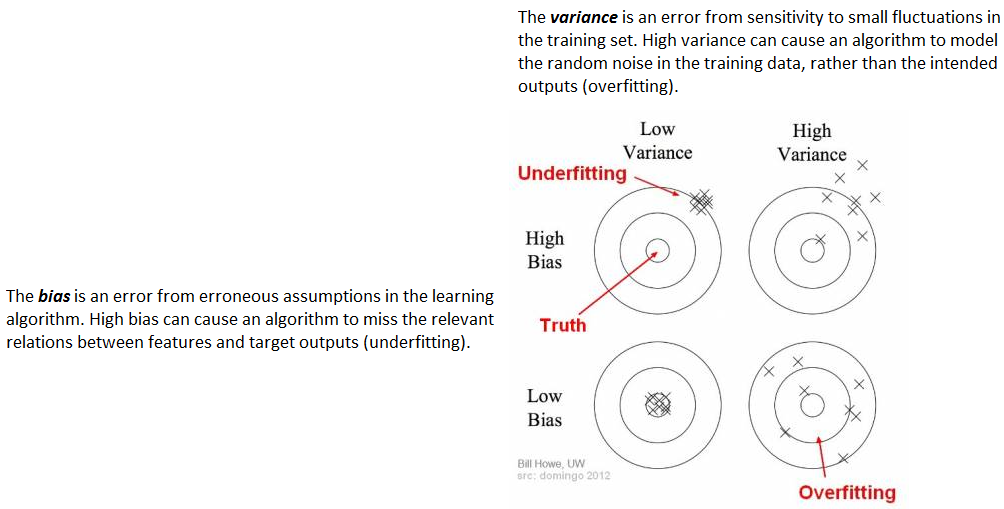 The variance is an error from sensitivity to small fluctuations in
the training set. High variance can cause an algorithm to model
the random noise in the training data, rather than the intended
outputs (overfitting).
Low
Variance
High
Variance
Underfitting
High
Bias
The bias is an error from erroneous assumptions in the learning
algorithm. High bias can cause an algorithm to miss the relevant
relations between features and target outputs (underfitting).
Truth
Low
Bias
Bill Howe, UW
src: domingo 2012
Overfitting